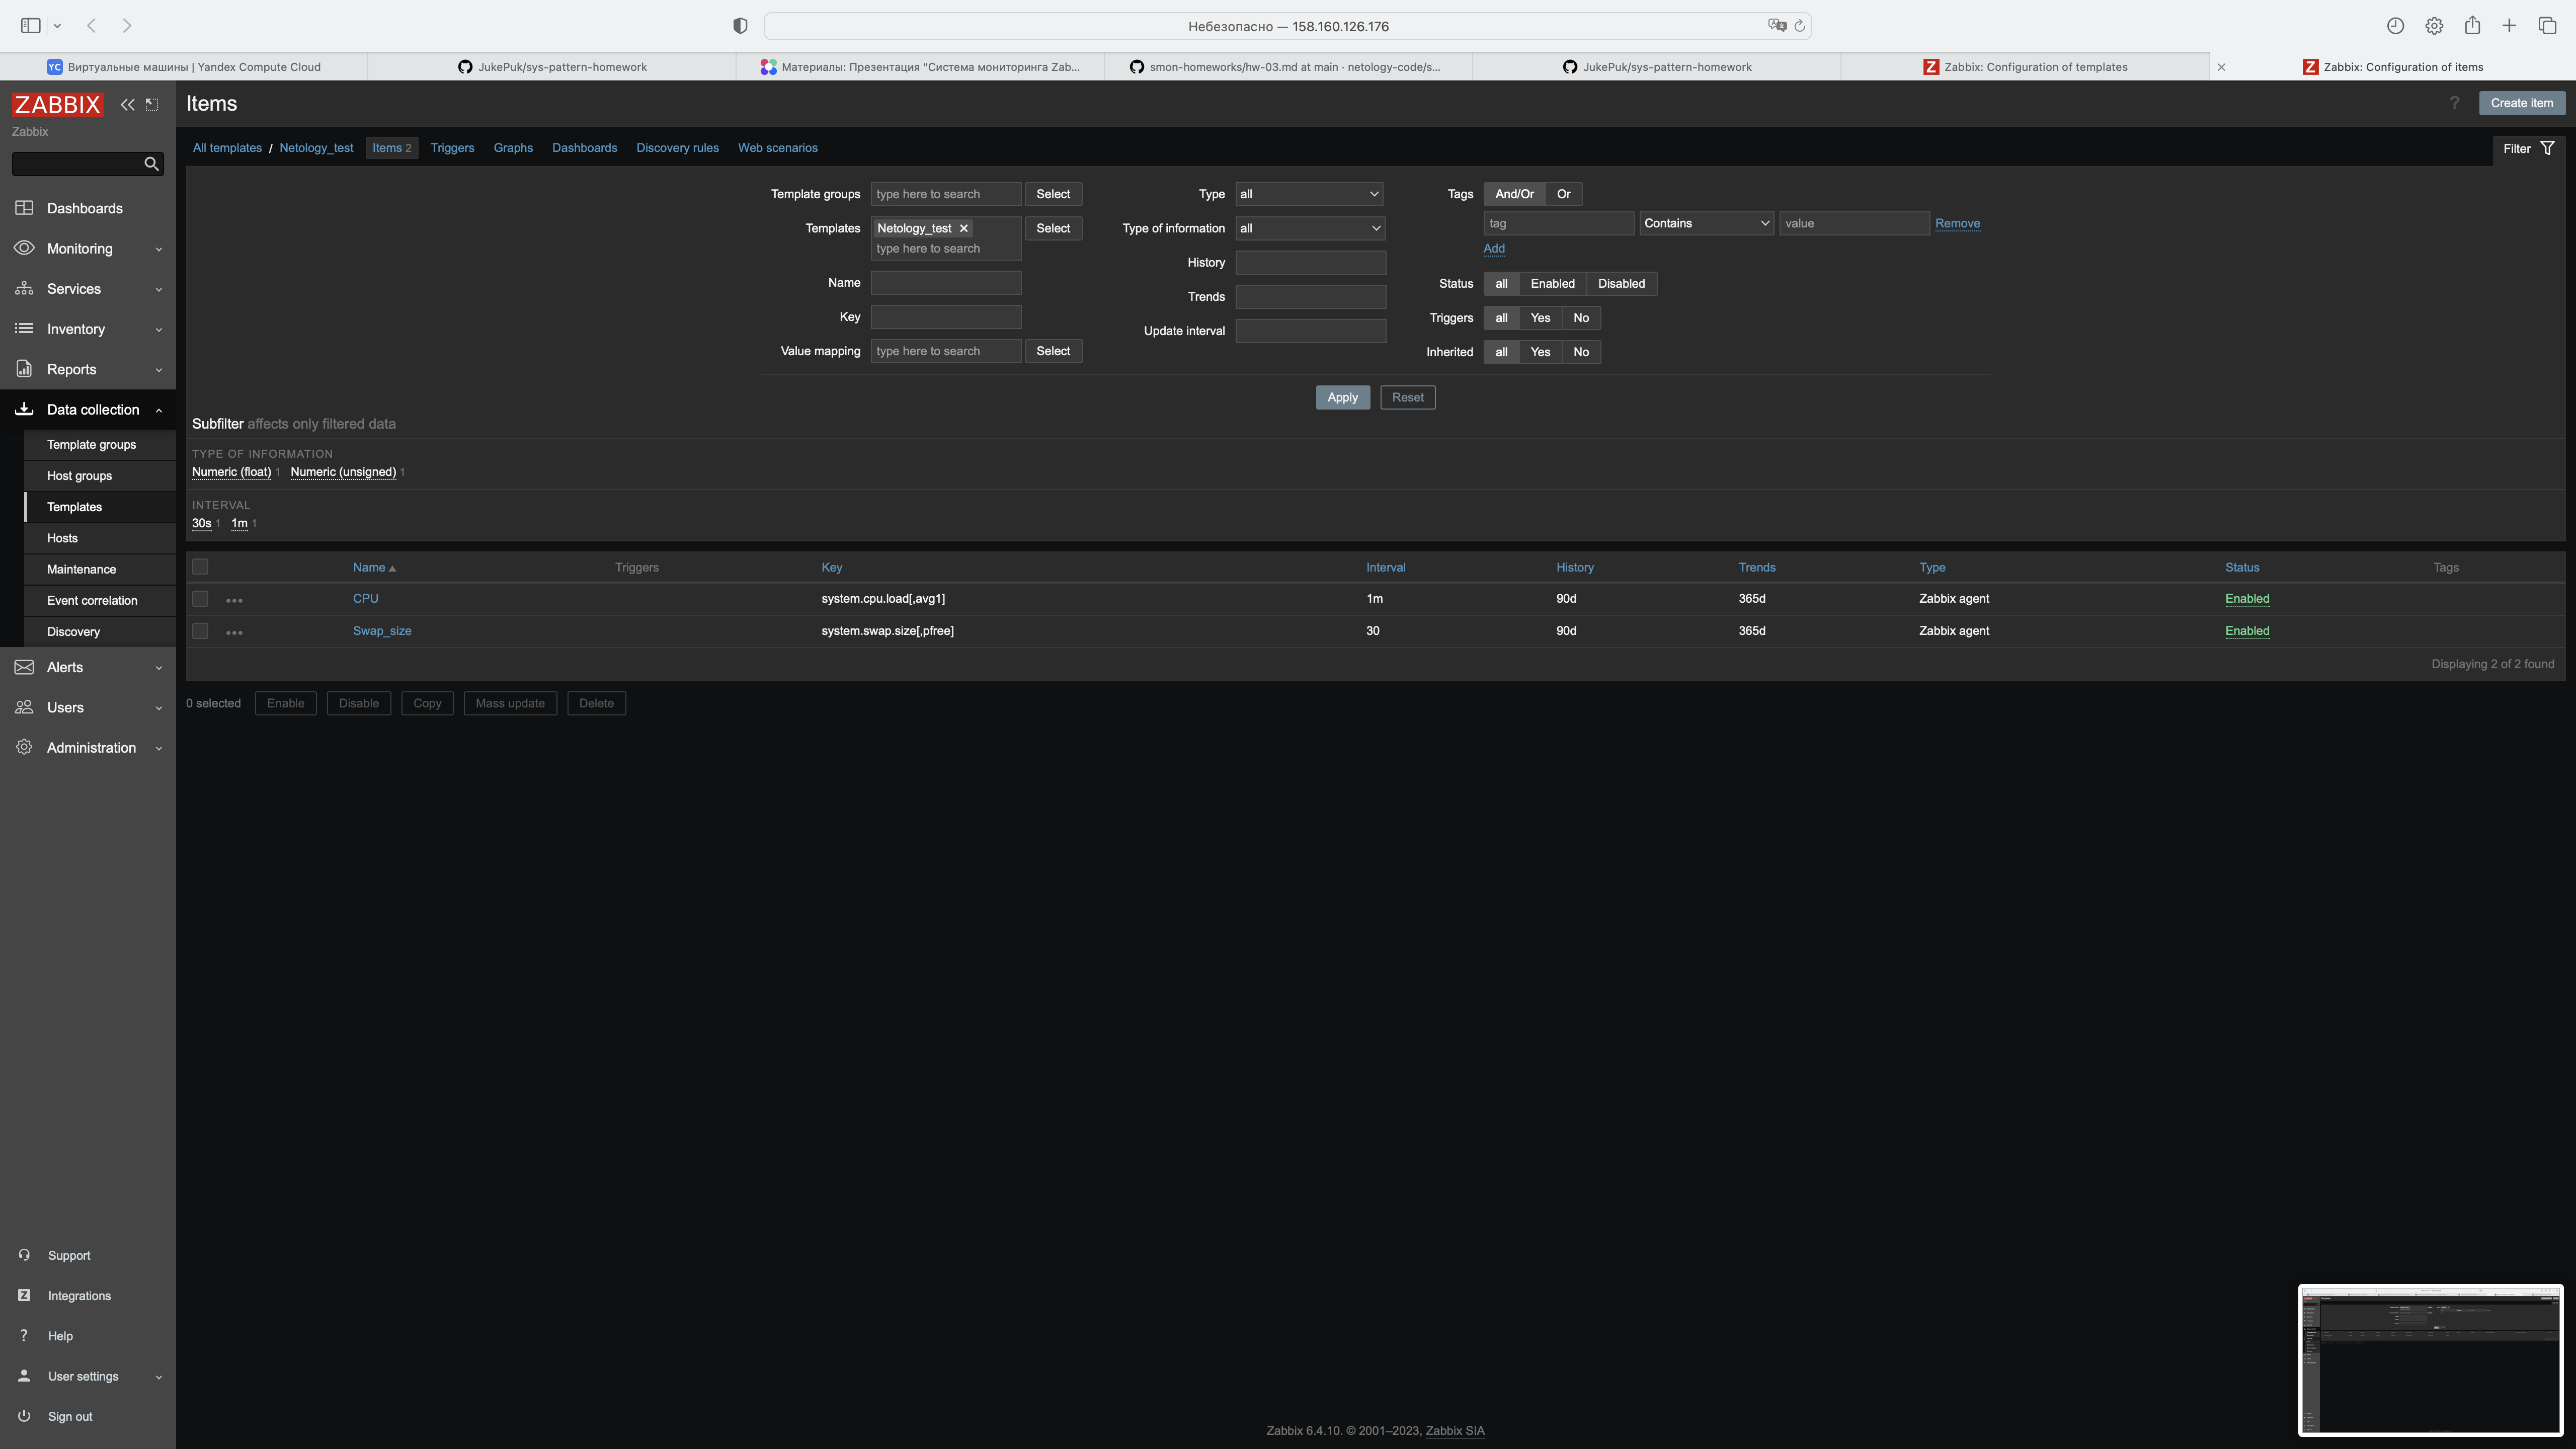 Небезопасно — 158.160.126.176
YC Виртуальные машины | Yandex Compute Cloud
JukePuk/sys-pattern-homework
Материалы: Презентация "Система мониторинга Zab...
smon-homeworks/hw-03.md at main · netology-code/s...
JukePuk/sys-pattern-homework
Z Zabbix: Configuration of templates
Z Zabbix: Configuration of items
ZABBIX
Zabbix
Dashboards
Monitoring
Services
Inventory
Reports
Data collection
Template groups
Host groups
Templates
Hosts
Maintenance
Event correlation
Discovery
Alerts
Users
Administration
Support
Z Integrations
? Help
User settings
Sign out
Items
? Create item
All templates / Netology_test Items 2 Triggers Graphs Dashboards Discovery rules Web scenarios
Filter
Template groups type here to search Select
Templates Netology_test Select
type here to search
Name
Key
Value mapping type here to search Select
Type all
Type of information all
History
Trends
Update interval
Tags And/Or Or
tag Contains value Remove
Add
Status all Enabled Disabled
Triggers all Yes No
Inherited all Yes No
Apply Reset
Subfilter affects only filtered data
TYPE OF INFORMATION
Numeric (float) 1 Numeric (unsigned) 1
INTERVAL
30s 1 1m 1
Name Triggers Key Interval History Trends Type Status Tags
CPU system.cpu.load[,avg1] 1m 90d 365d Zabbix agent Enabled
Swap_size system.swap.size[,pfree] 30 90d 365d Zabbix agent Enabled
Displaying 2 of 2 found
0 selected Enable Disable Copy Mass update Delete
Zabbix 6.4.10. © 2001–2023, Zabbix SIA